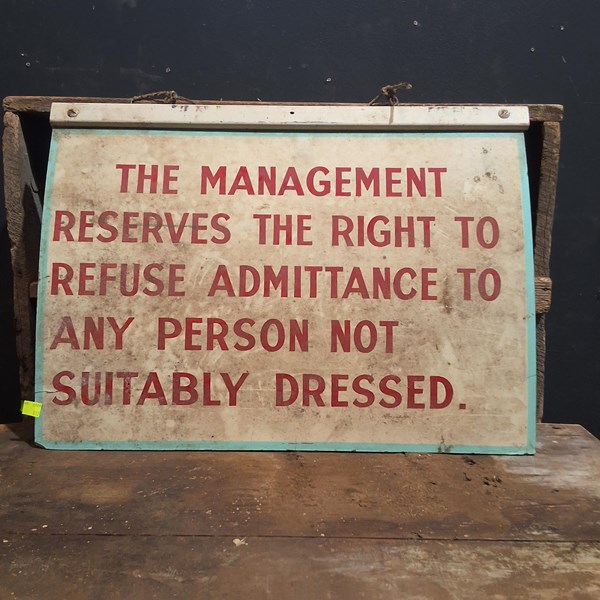 THE MANAGEMENT
RESERVES THE RIGHT TO
REFUSE ADMITTANCE TO
ANY PERSON NOT
SUITABLY DRESSED.